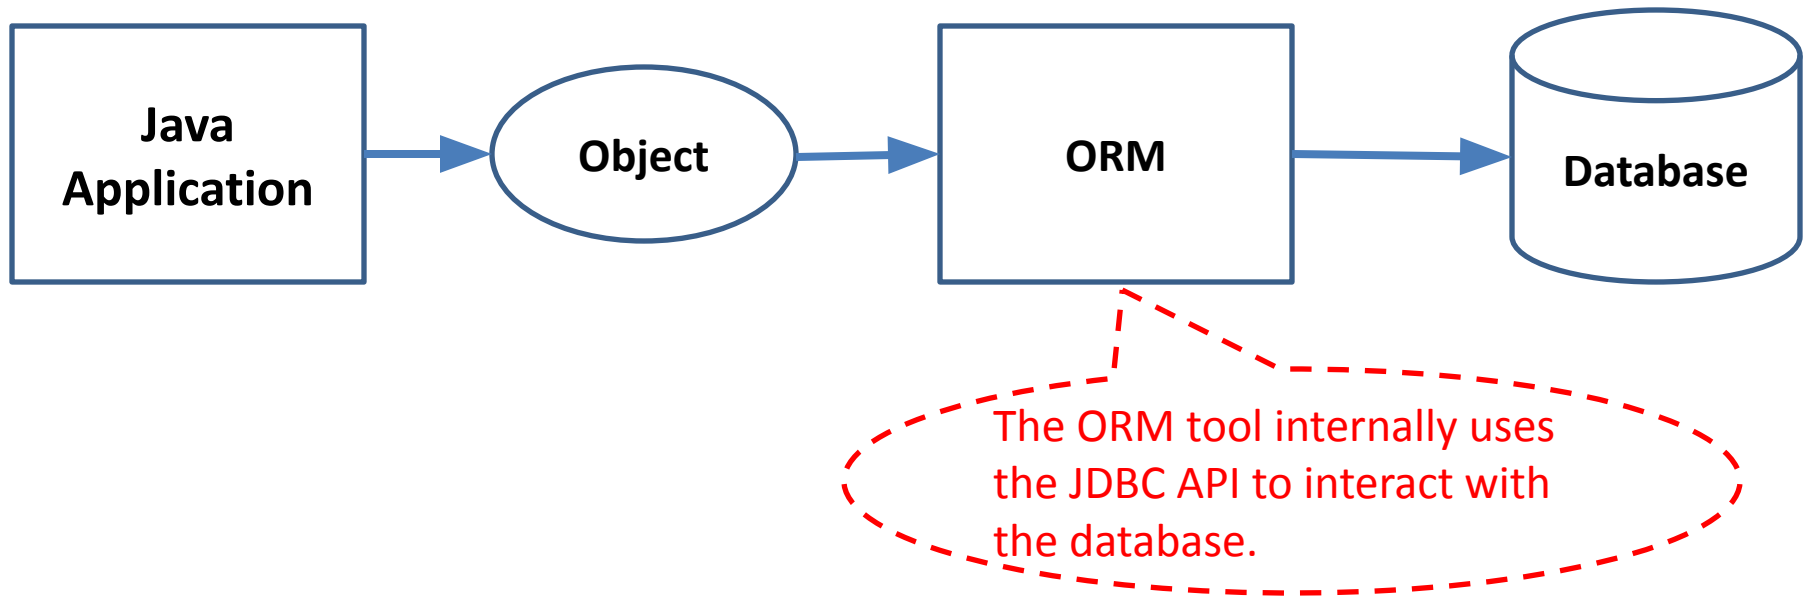 Java
Application
Object
ORM
Database
The ORM tool internally uses
the JDBC API to interact with
the database.